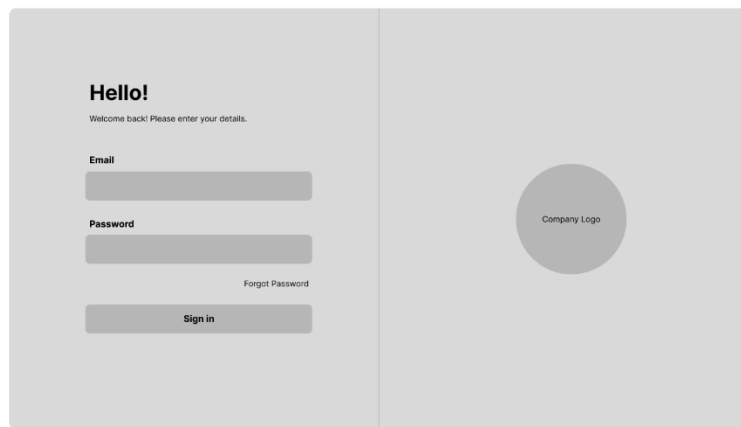 Hello!
Welcome back! Please enter your details.
Email
Password
Forgot Password
Sign in
Company Logo